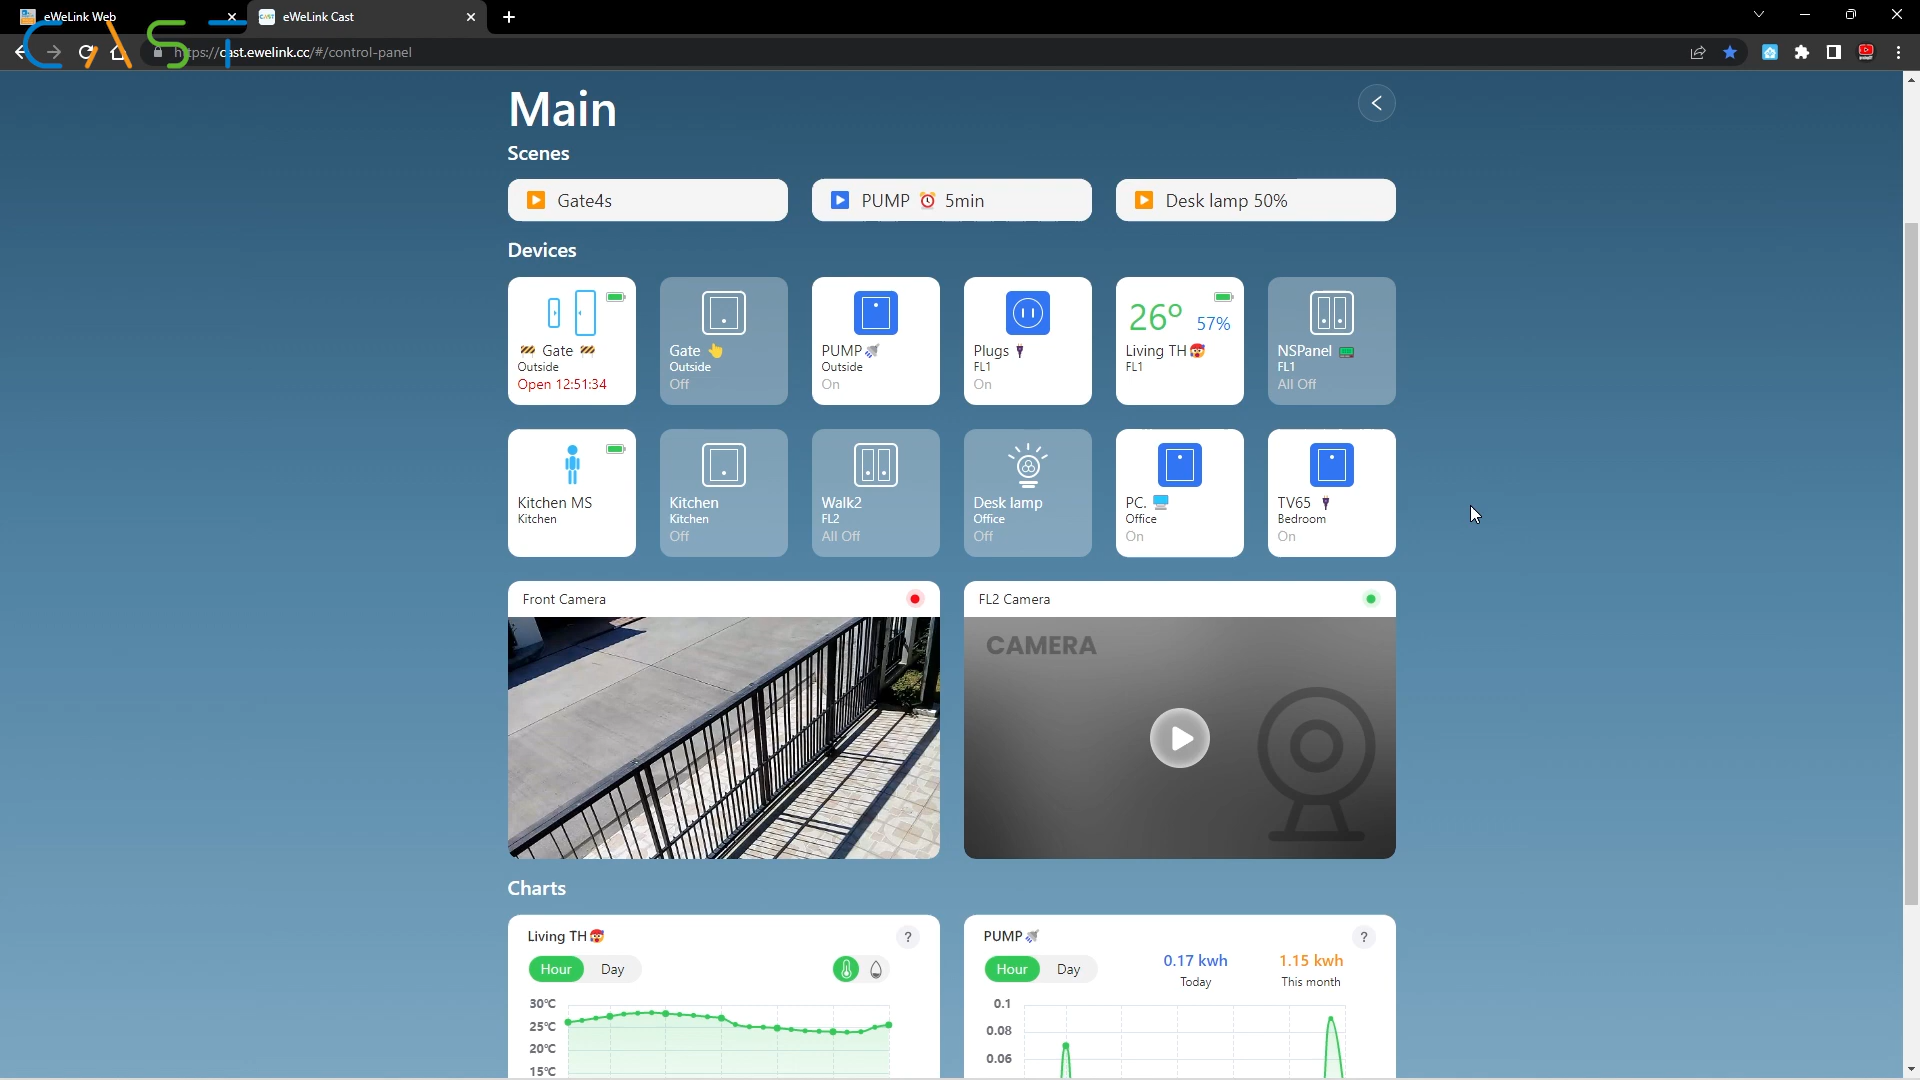 eWeLink Web
eWeLink Cast
CAST
https://cast.ewelink.cc/#/control-panel
Main
Scenes
Gate4s
PUMP ⏰ 5min
Desk lamp 50%
Devices
🚧 Gate 🚧
Outside
Open 12:51:34
Gate 👆
Outside
Off
PUMP🚿
Outside
On
Plugs
FL1
On
26° 57%
Living TH🥵
FL1
NSPanel
FL1
All Off
Kitchen MS
Kitchen
Kitchen
Kitchen
Off
Walk2
FL2
All Off
Desk lamp
Office
Off
PC. 🖥️
Office
On
TV65
Bedroom
On
Front Camera
FL2 Camera
CAMERA
Charts
Living TH🥵
?
Hour Day
30℃
25℃
20℃
15℃
PUMP🚿
?
Hour Day
0.17 kwh
Today
1.15 kwh
This month
0.1
0.08
0.06